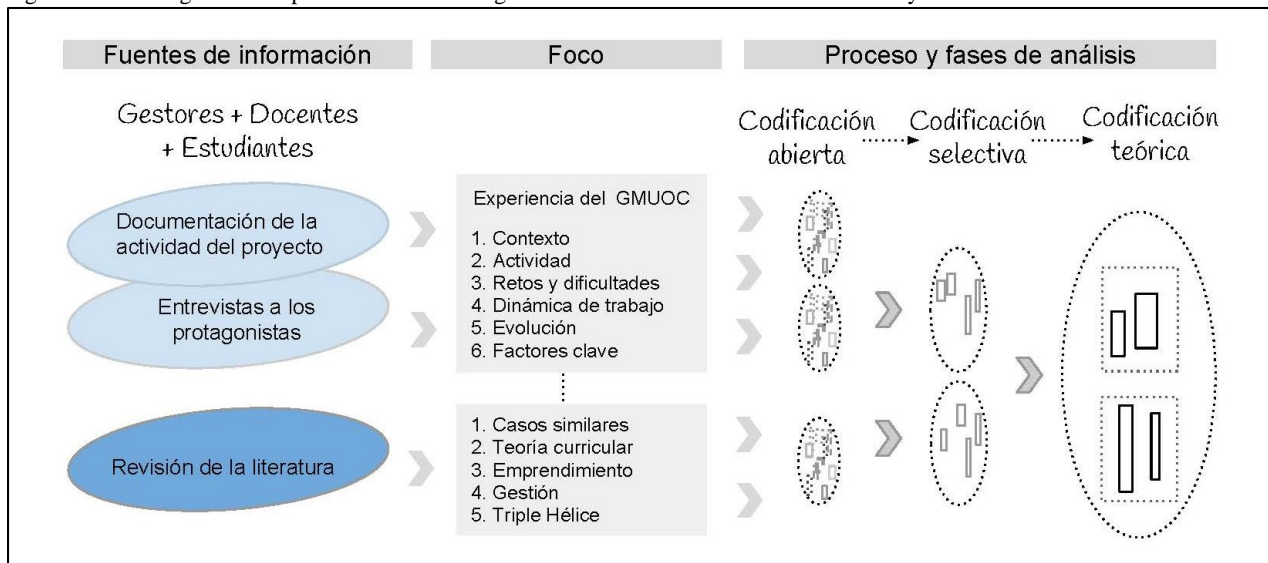 Fuentes de información
Foco
Proceso y fases de análisis
Gestores + Docentes
+ Estudiantes
Documentación de la
actividad del proyecto
Entrevistas a los
protagonistas
Revisión de la literatura
Experiencia del GMUOC
1. Contexto
2. Actividad
3. Retos y dificultades
4. Dinámica de trabajo
5. Evolución
6. Factores clave
1. Casos similares
2. Teoría curricular
3. Emprendimiento
4. Gestión
5. Triple Hélice
Codificación
abierta
Codificación
selectiva
Codificación
teórica